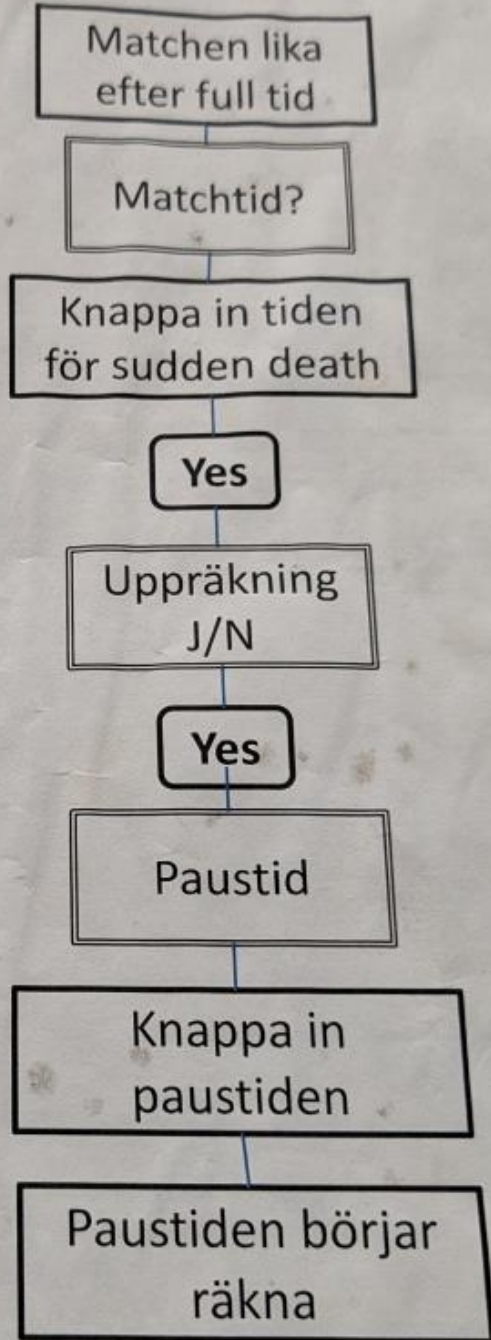 Matchen lika
efter full tid
Matchtid?
Knappa in tiden
för sudden death
Yes
Uppräkning
J/N
Yes
Paustid
Knappa in
paustiden
Paustiden börjar
räkna